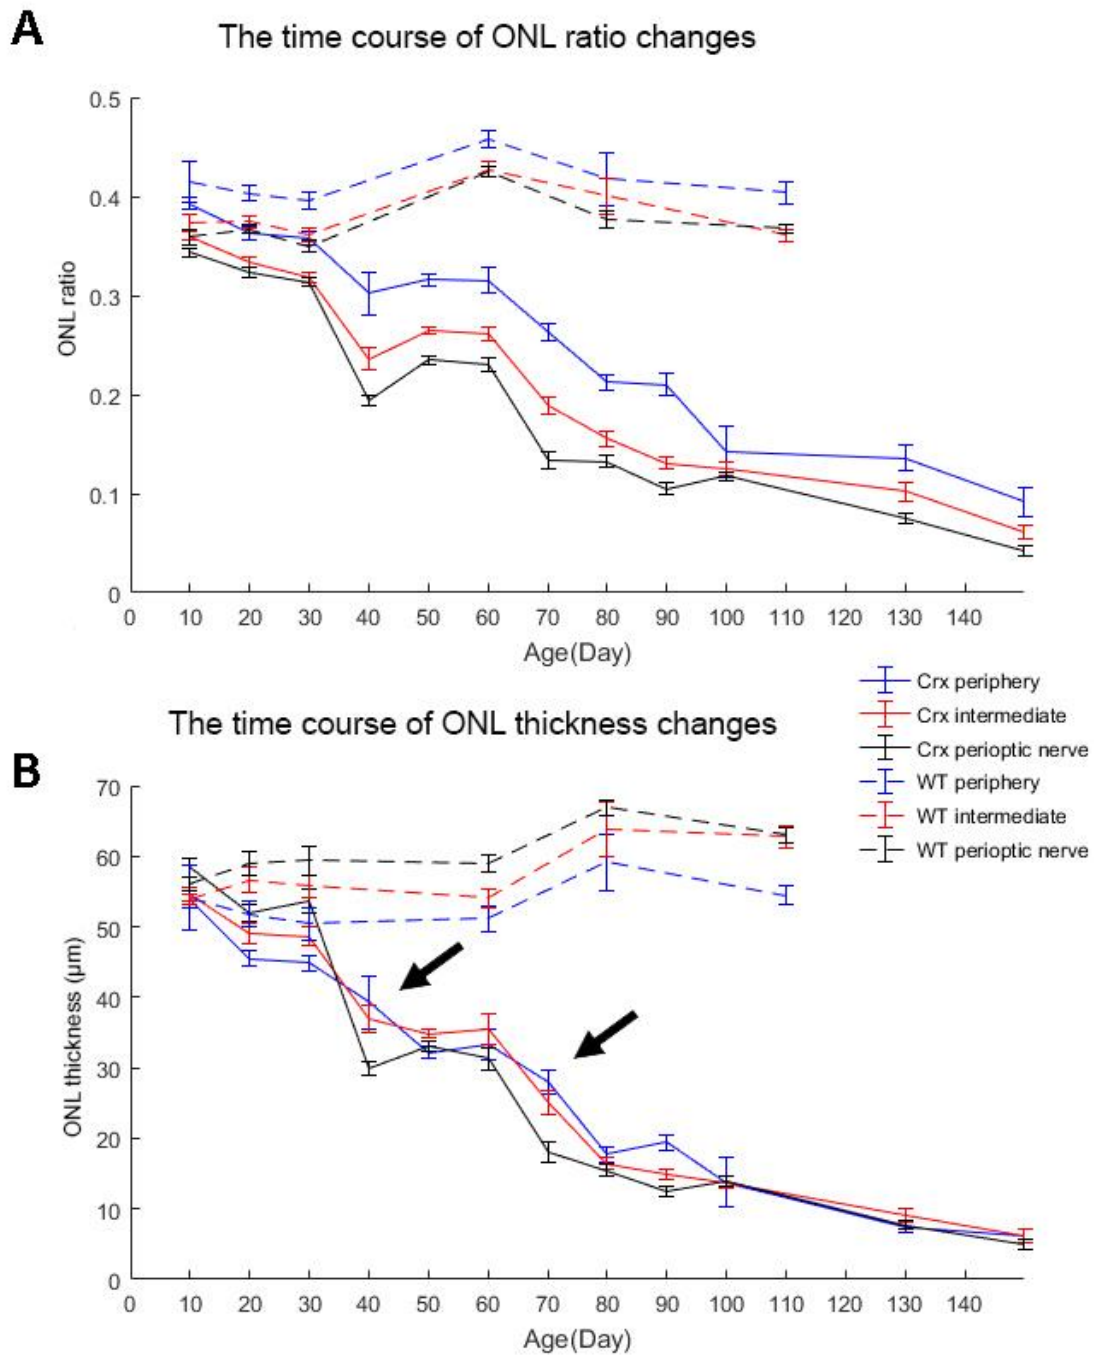 A
The time course of ONL ratio changes
0.5
0.4
0.3
0.2
0.1
0
ONL ratio
0 10 20 30 40 50 60 70 80 90 100 110 120 130 140
Age(Day)
Crx periphery
Crx intermediate
Crx perioptic nerve
WT periphery
WT intermediate
WT perioptic nerve
The time course of ONL thickness changes
B
70
60
50
40
30
20
10
0
ONL thickness (µm)
0 10 20 30 40 50 60 70 80 90 100 110 120 130 140
Age(Day)